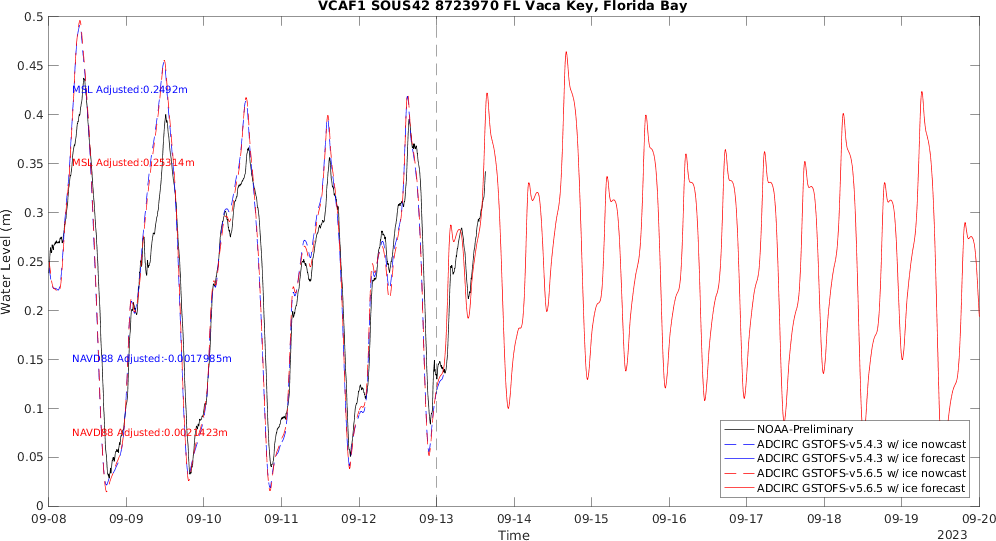 VCAF1 SOUS42 8723970 FL Vaca Key, Florida Bay
0.5
0.45
0.4
0.35
0.3
0.25
0.2
0.15
0.1
0.05
0
Water Level (m)
MSL Adjusted:0.2492m
MSL Adjusted:0.25314m
NAVD88 Adjusted:-0.0017985m
NAVD88 Adjusted:0.0021423m
NOAA-Preliminary
ADCIRC GSTOFS-v5.4.3 w/ ice nowcast
ADCIRC GSTOFS-v5.4.3 w/ ice forecast
ADCIRC GSTOFS-v5.6.5 w/ ice nowcast
ADCIRC GSTOFS-v5.6.5 w/ ice forecast
09-08 09-09 09-10 09-11 09-12 09-13 09-14 09-15 09-16 09-17 09-18 09-19 09-20
Time
2023